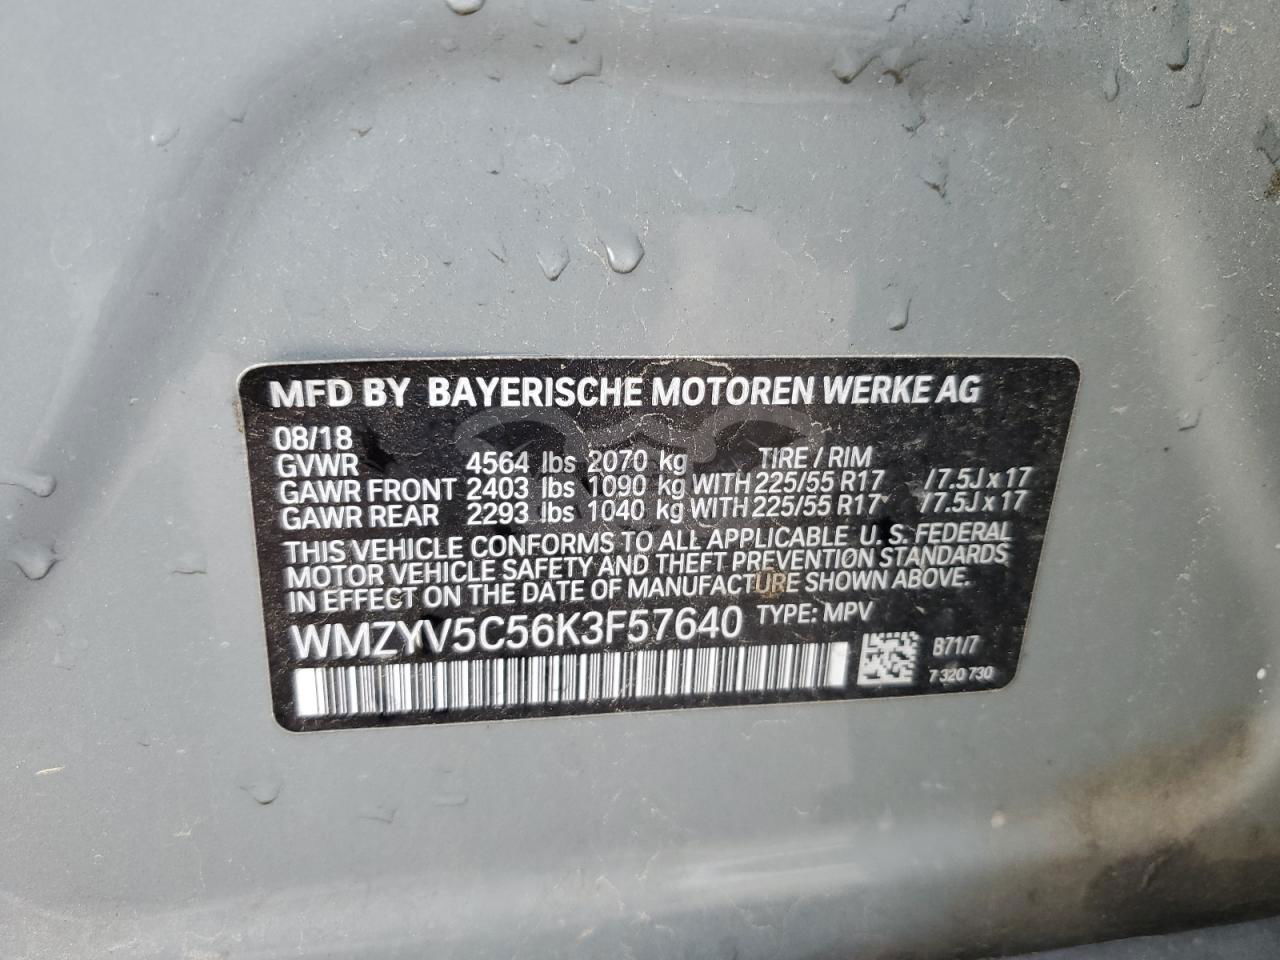 MFD BY BAYERISCHE MOTOREN WERKE AG
08/18
GVWR 4564 lbs 2070 kg TIRE / RIM
GAWR FRONT 2403 lbs 1090 kg WITH 225/55 R17 /7.5J x 17
GAWR REAR 2293 lbs 1040 kg WITH 225/55 R17 /7.5J x 17
THIS VEHICLE CONFORMS TO ALL APPLICABLE U. S. FEDERAL
MOTOR VEHICLE SAFETY AND THEFT PREVENTION STANDARDS
IN EFFECT ON THE DATE OF MANUFACTURE SHOWN ABOVE.
WMZYV5C56K3F57640 TYPE: MPV
B71/7
7 320 730